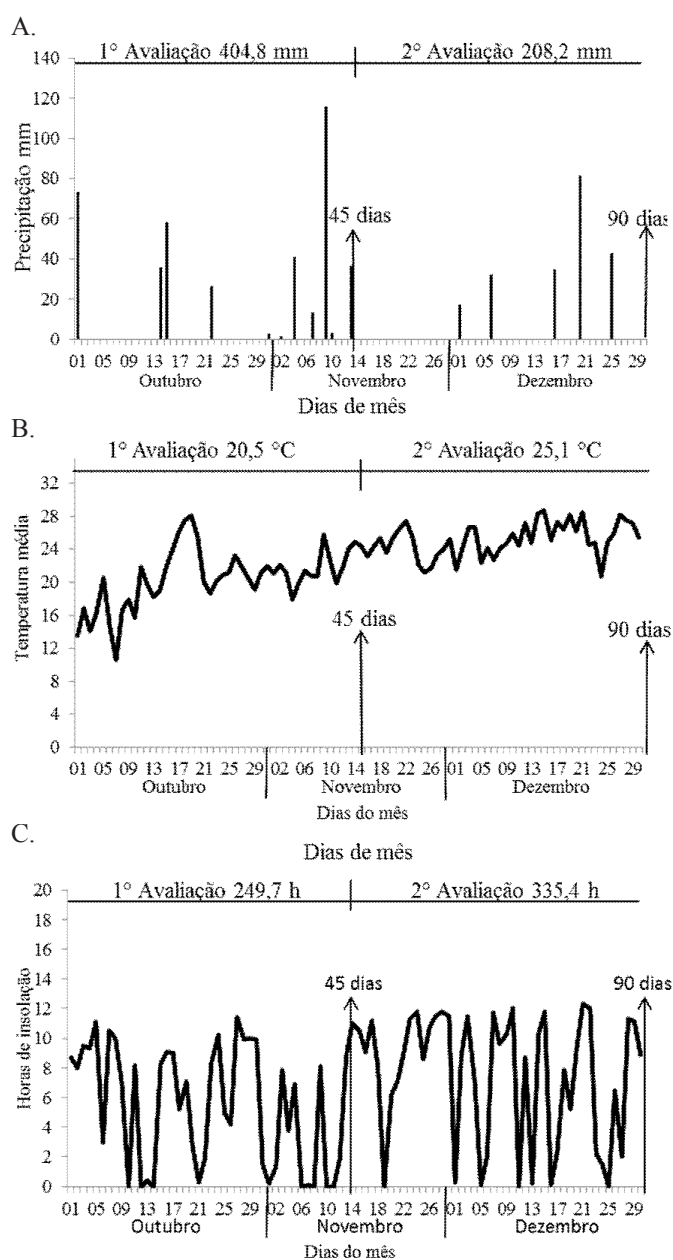 A.
1° Avaliação 404,8 mm 2° Avaliação 208,2 mm
140
120
100
80
60
40
20
0
Precipitação mm
45 dias
90 dias
01 05 09 13 17 21 25 29 02 06 10 14 18 22 26 01 05 09 13 17 21 25 29
Outubro Novembro Dezembro
Dias de mês
B.
1° Avaliação 20,5 °C 2° Avaliação 25,1 °C
32
28
24
20
16
12
8
4
0
Temperatura média
45 dias
90 dias
01 05 09 13 17 21 25 29 02 06 10 14 18 22 26 01 05 09 13 17 21 25 29
Outubro Novembro Dezembro
Dias do mês
C.
Dias de mês
1° Avaliação 249,7 h 2° Avaliação 335,4 h
20
18
16
14
12
10
8
6
4
2
0
Horas de insolação
45 dias
90 dias
01 05 09 13 17 21 25 29 02 06 10 14 18 22 26 01 05 09 13 17 21 25 29
Outubro Novembro Dezembro
Dias do mês